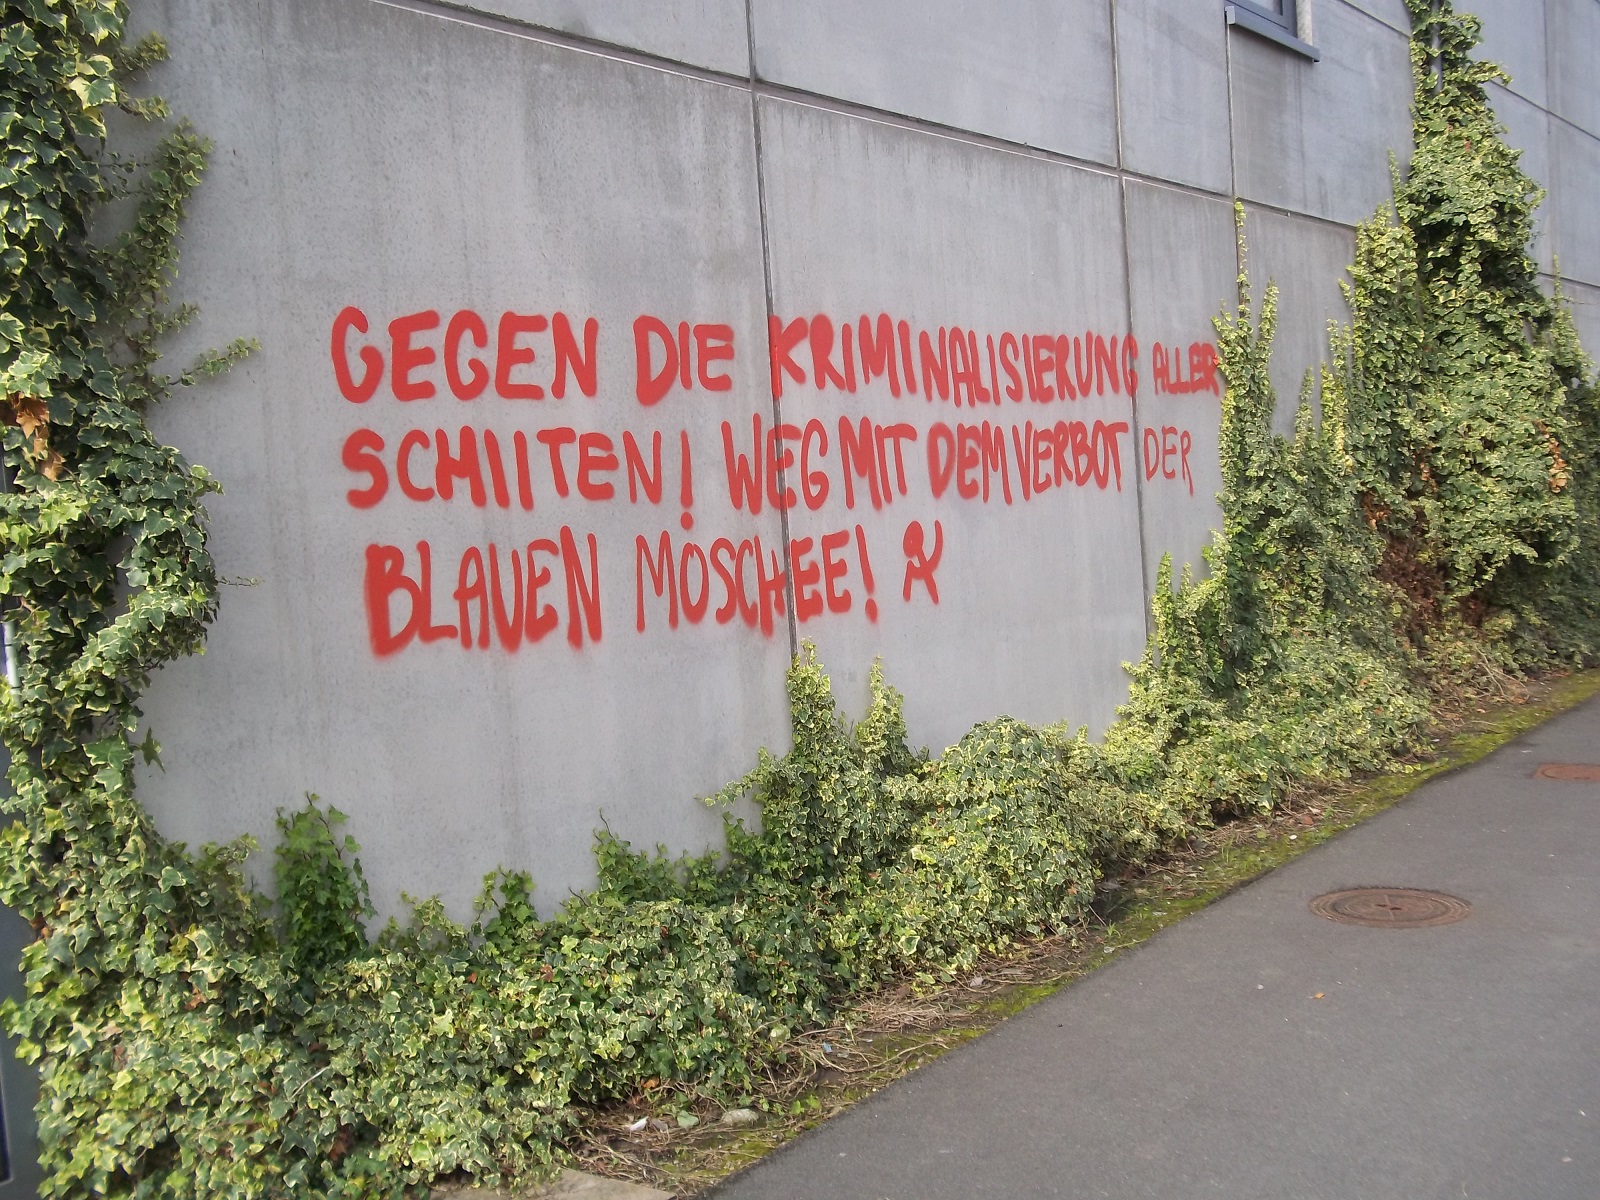 GEGEN DIE KRIMINALISIERUNG ALLER
SCHIITEN! WEG MIT DEM VERBOT DER
BLAUEN MOSCHEE!